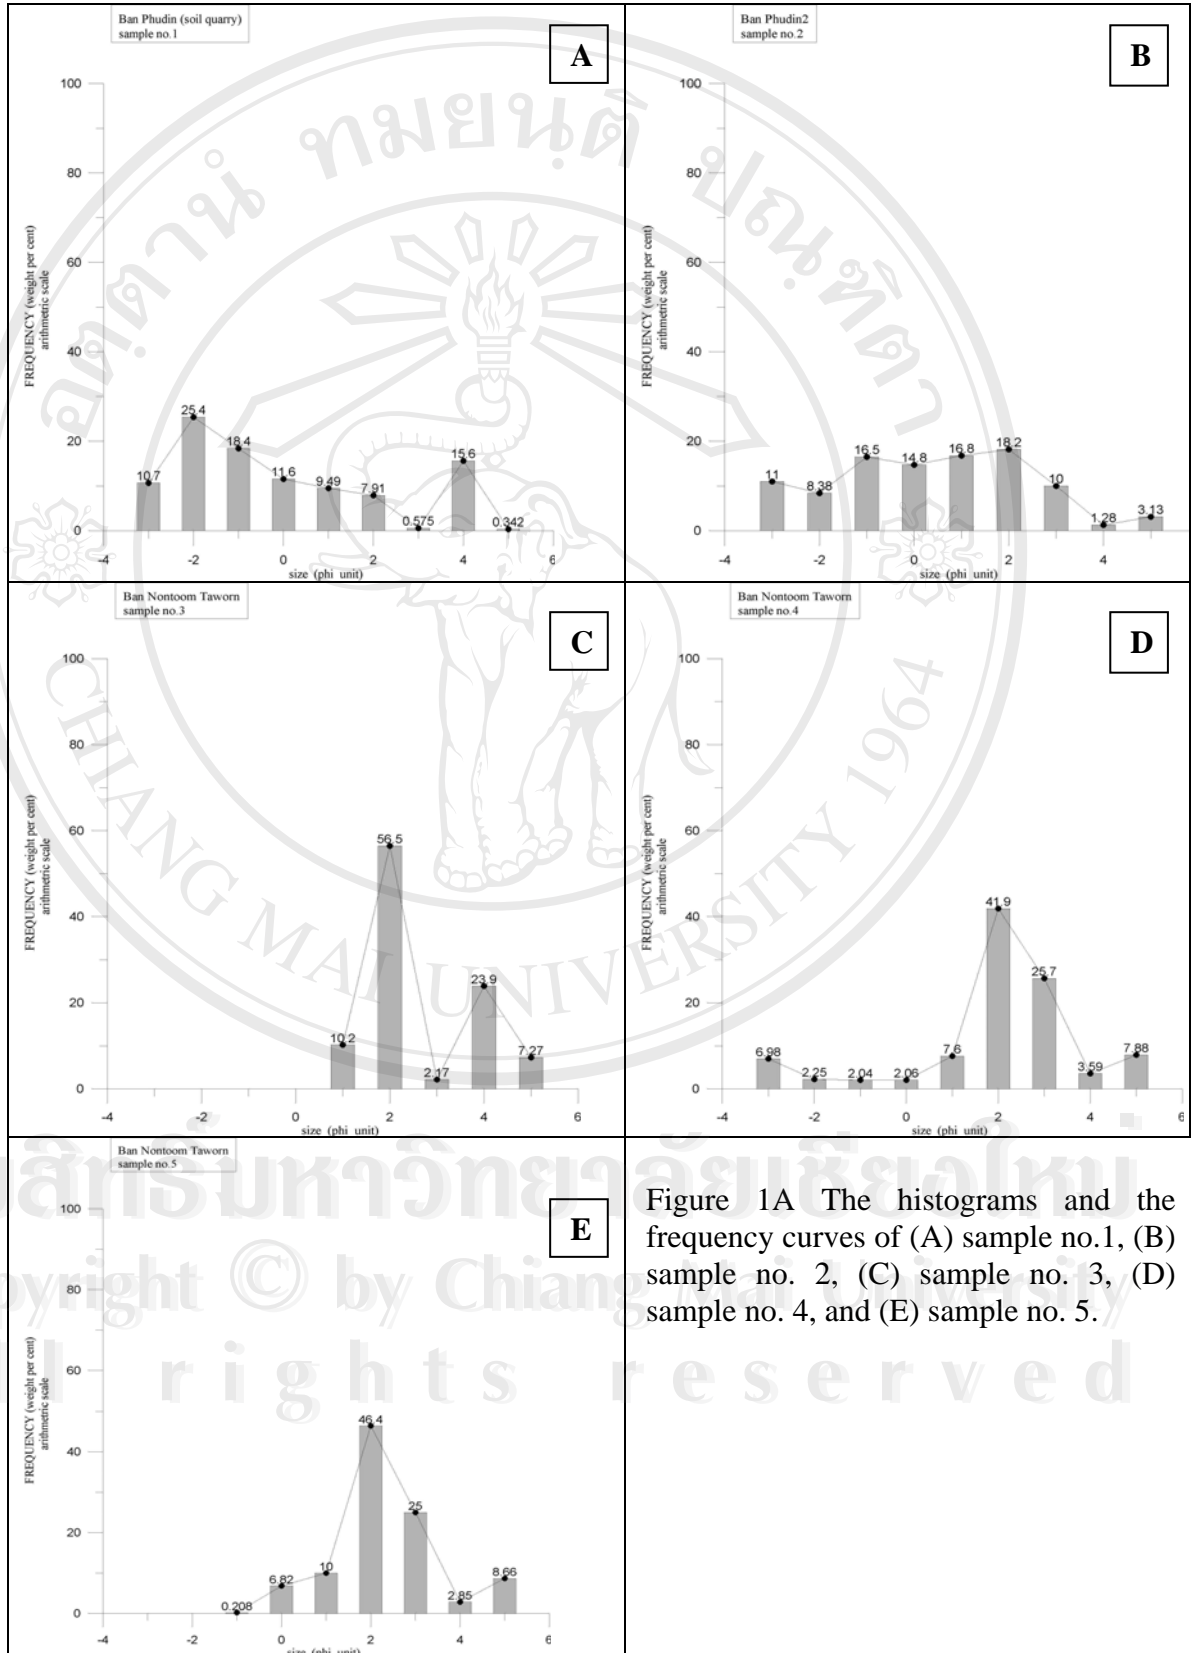 Ban Phudin (soil quarry)
sample no.1
A
100
80
60
40
20
0
FREQUENCY (weight per cent)
arithmetric scale
10.7
25.4
18.4
11.6
9.49
7.91
0.575
15.6
0.342
-4 -2 0 2 4 6
size (phi unit)
Ban Phudin2
sample no.2
B
100
80
60
40
20
0
FREQUENCY (weight per cent)
arithmetric scale
11
8.38
16.5
14.8
16.8
18.2
10
1.28
3.13
-4 -2 0 2 4
size (phi unit)
Ban Nontoom Taworn
sample no.3
C
100
80
60
40
20
0
FREQUENCY (weight per cent)
arithmetric scale
10.2
56.5
2.17
23.9
7.27
-4 -2 0 2 4 6
size (phi unit)
Ban Nontoom Taworn
sample no.4
D
100
80
60
40
20
0
FREQUENCY (weight per cent)
arithmetric scale
6.98
2.25
2.04
2.06
7.6
41.9
25.7
3.59
7.88
-4 -2 0 2 4 6
size (phi unit)
Ban Nontoom Taworn
sample no.5
E
100
80
60
40
20
0
FREQUENCY (weight per cent)
arithmetric scale
0.208
6.82
10
46.4
25
2.85
8.66
-4 -2 0 2 4 6
size (phi unit)
Figure 1A The histograms and the
frequency curves of (A) sample no.1, (B)
sample no. 2, (C) sample no. 3, (D)
sample no. 4, and (E) sample no. 5.
CHIANG MAI UNIVERSITY 1964
© by Chiang Mai University
rights reserved